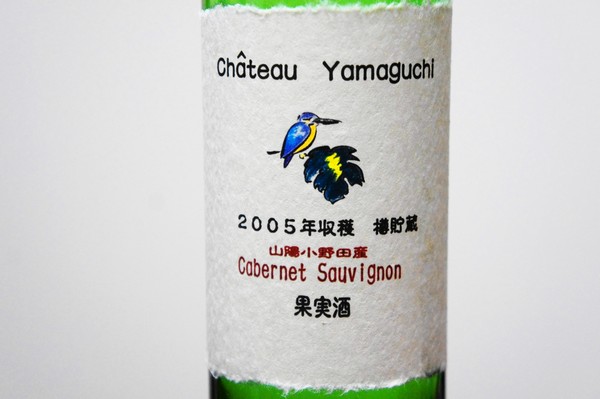 Château Yamaguchi
2005年収穫 樽貯蔵
山陽小野田産
Cabernet Sauvignon
果実酒